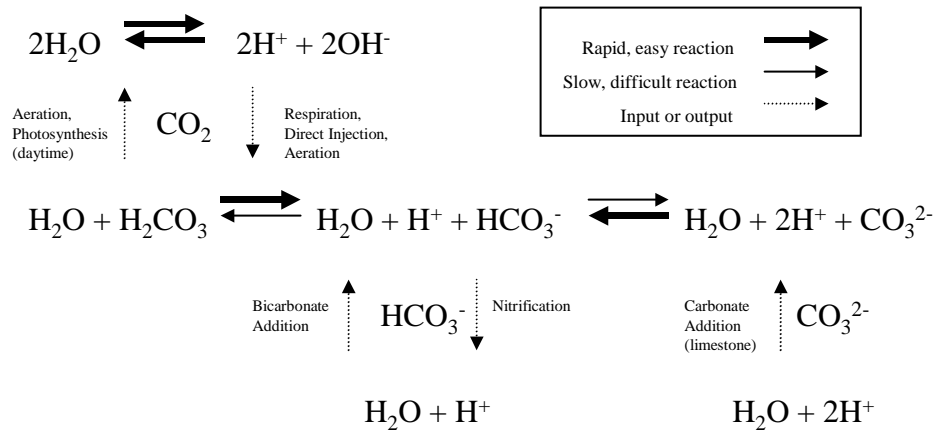 2H₂O 2H⁺ + 2OH⁻
Rapid, easy reaction
Slow, difficult reaction
Input or output
Aeration,
Photosynthesis
(daytime)
CO₂
Respiration,
Direct Injection,
Aeration
H₂O + H₂CO₃ H₂O + H⁺ + HCO₃⁻ H₂O + 2H⁺ + CO₃²⁻
Bicarbonate
Addition
HCO₃⁻
Nitrification
Carbonate
Addition
(limestone)
CO₃²⁻
H₂O + H⁺ H₂O + 2H⁺